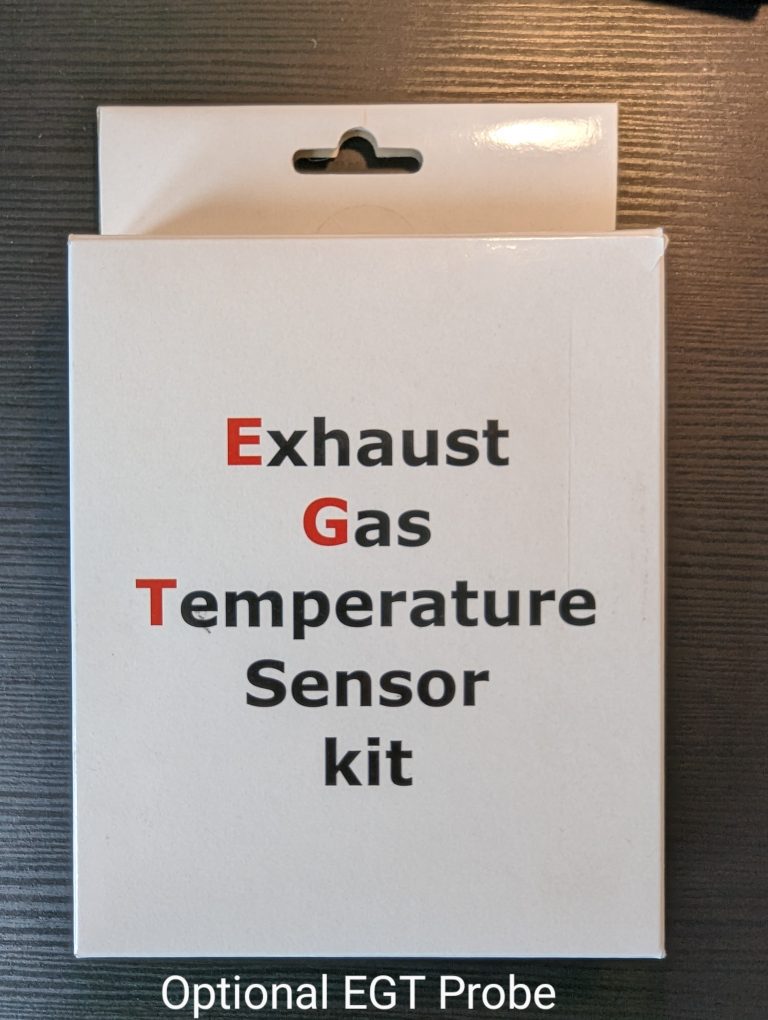 Exhaust
Gas
Temperature
Sensor
kit
Optional EGT Probe